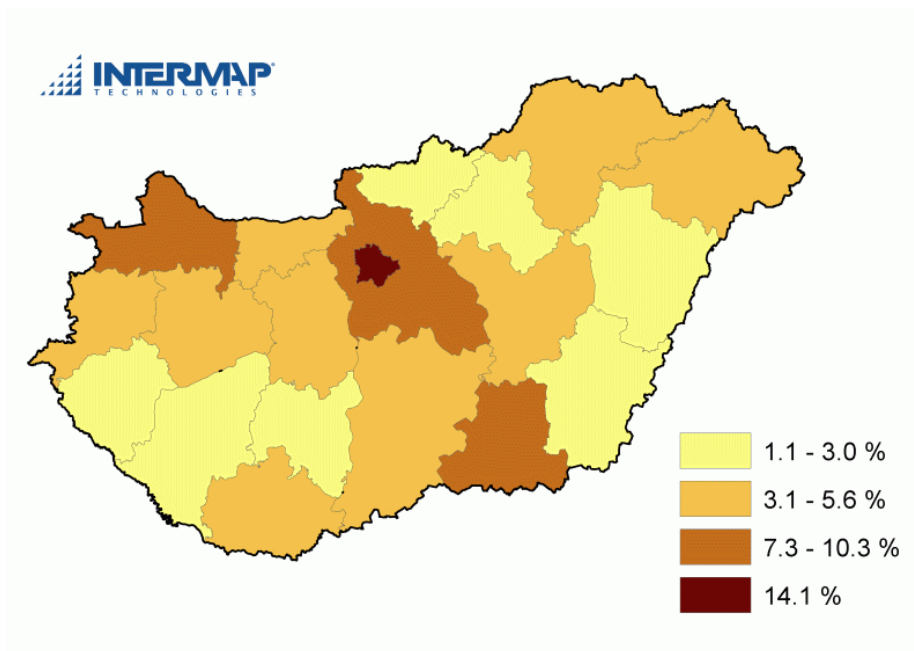 INTERMAP®
TECHNOLOGIES
1.1 - 3.0 %
3.1 - 5.6 %
7.3 - 10.3 %
14.1 %